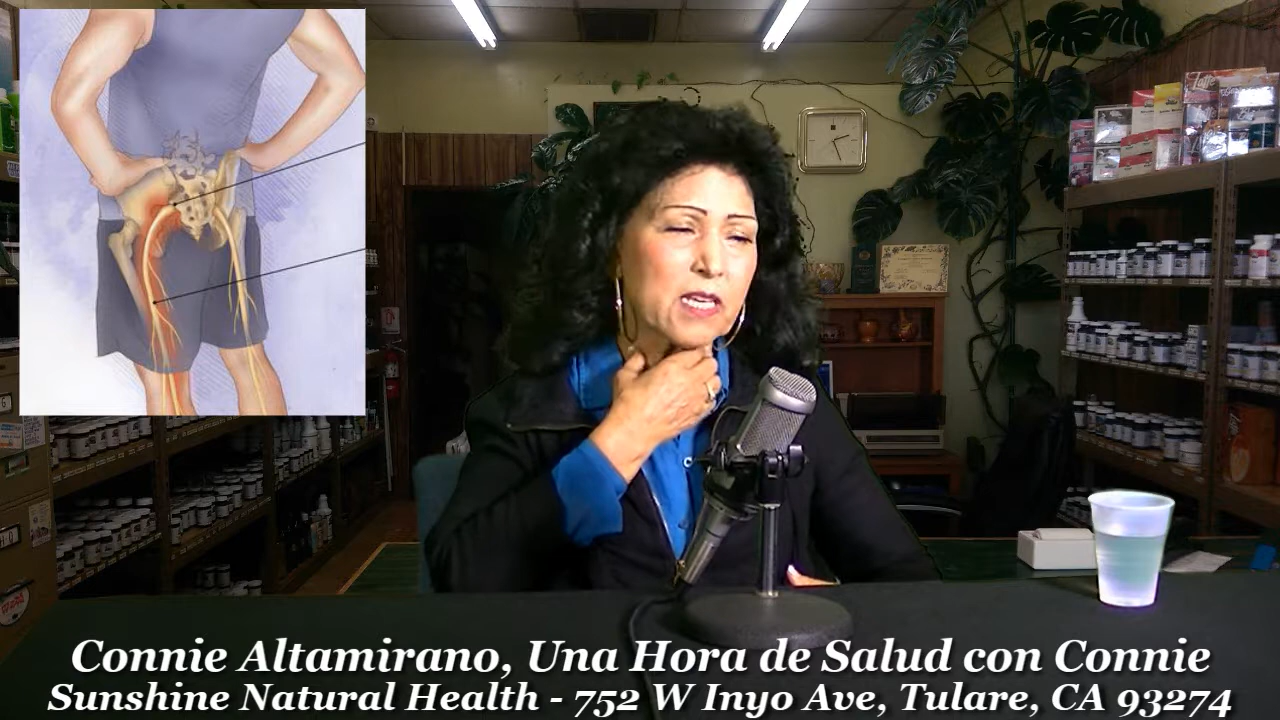 Connie Altamirano, Una Hora de Salud con Connie
Sunshine Natural Health - 752 W Inyo Ave, Tulare, CA 93274